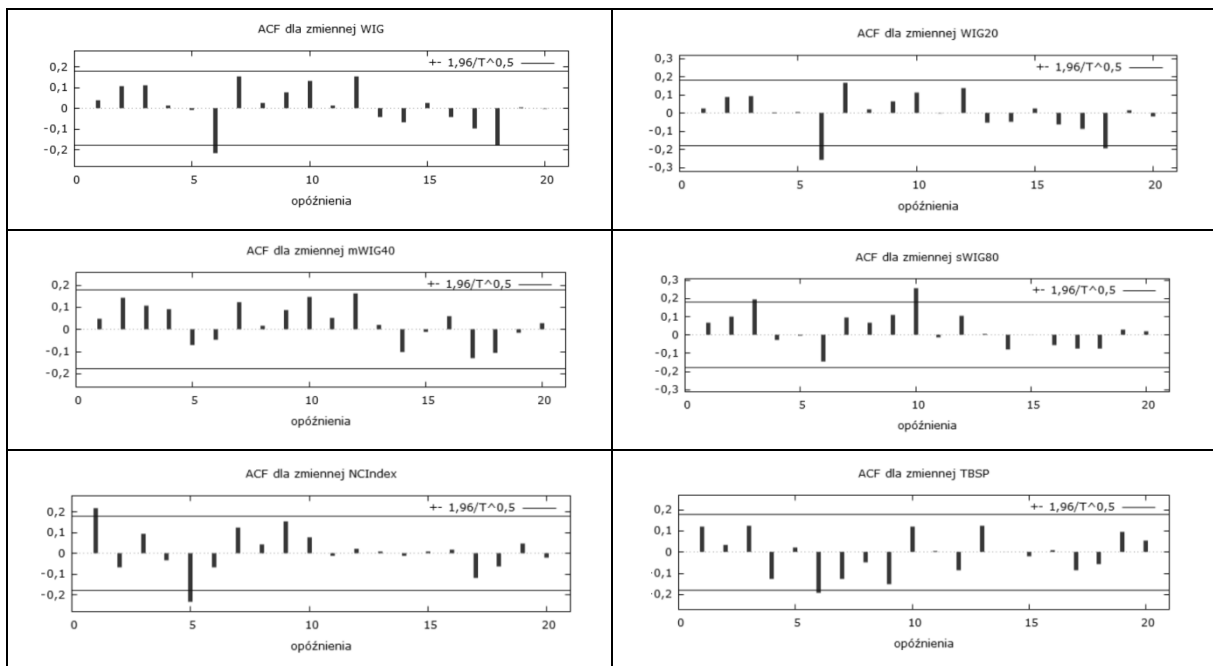 ACF dla zmiennej WIG
+- 1,96/T^0,5
0,2
0,1
0
-0,1
-0,2
0 5 10 15 20
opóźnienia
ACF dla zmiennej WIG20
+- 1,96/T^0,5
0,3
0,2
0,1
0
-0,1
-0,2
-0,3
0 5 10 15 20
opóźnienia
ACF dla zmiennej mWIG40
+- 1,96/T^0,5
0,2
0,1
0
-0,1
-0,2
0 5 10 15 20
opóźnienia
ACF dla zmiennej sWIG80
+- 1,96/T^0,5
0,3
0,2
0,1
0
-0,1
-0,2
-0,3
0 5 10 15 20
opóźnienia
ACF dla zmiennej NCIndex
+- 1,96/T^0,5
0,2
0,1
0
-0,1
-0,2
0 5 10 15 20
opóźnienia
ACF dla zmiennej TBSP
+- 1,96/T^0,5
0,2
0,1
0
-0,1
-0,2
0 5 10 15 20
opóźnienia